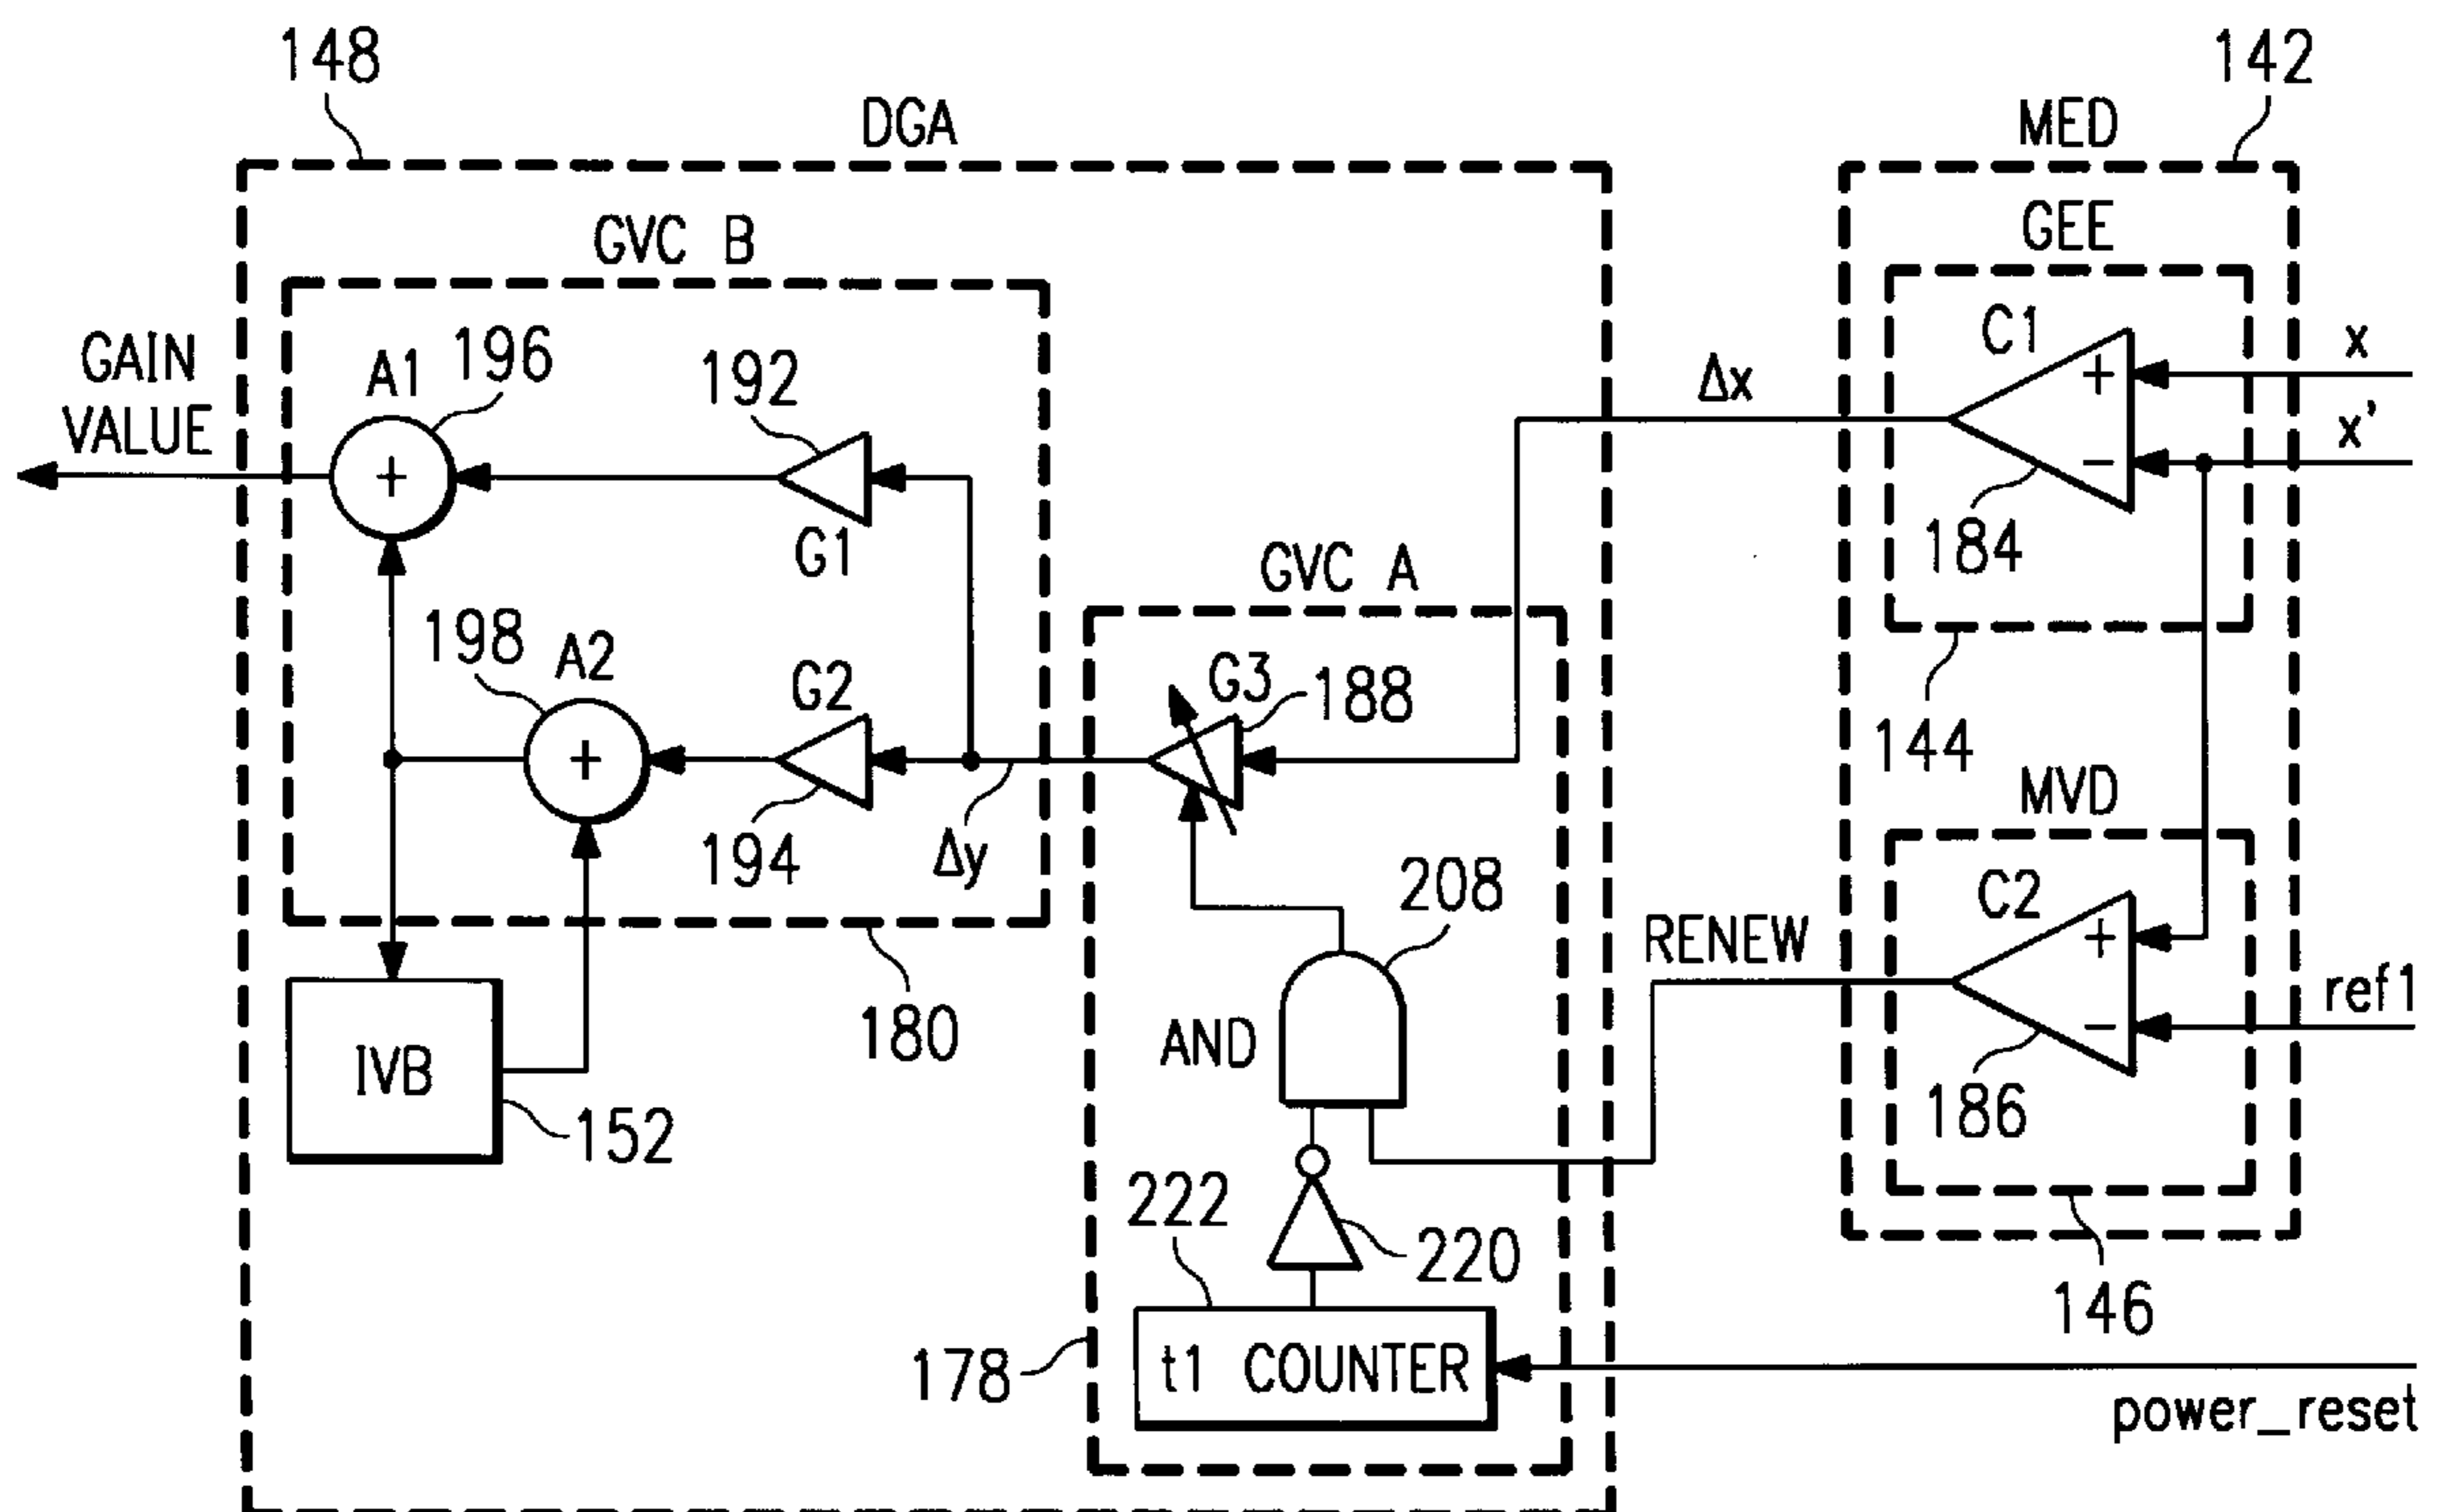 148
142
DGA
MED
GVC B
GEE
GAIN
VALUE
A1
196
192
C1
x
Δx
x'
G1
184
GVC A
198
A2
G2
G3
188
144
MVD
194
Δy
208
C2
RENEW
ref1
180
AND
IVB
152
186
222
220
146
178
t1 COUNTER
power_reset